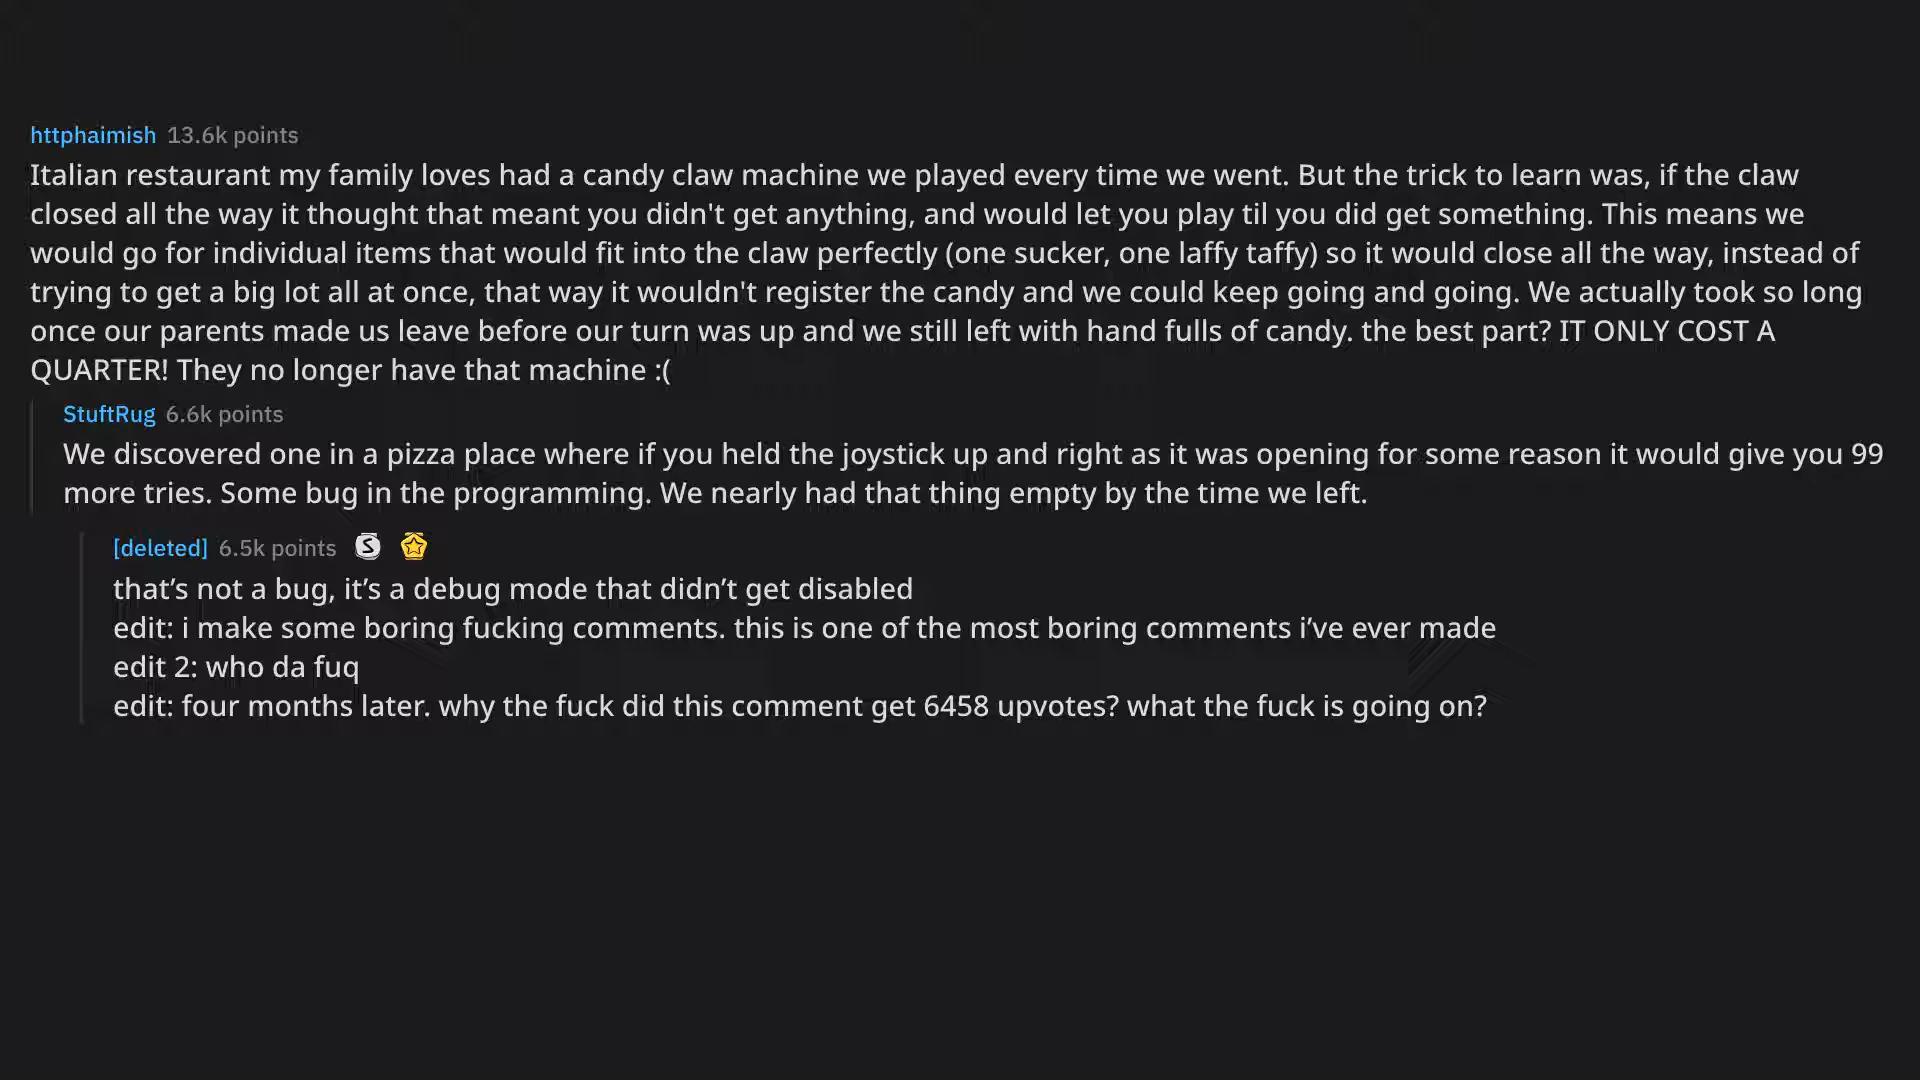 httphaimish 13.6k points
Italian restaurant my family loves had a candy claw machine we played every time we went. But the trick to learn was, if the claw
closed all the way it thought that meant you didn't get anything, and would let you play til you did get something. This means we
would go for individual items that would fit into the claw perfectly (one sucker, one laffy taffy) so it would close all the way, instead of
trying to get a big lot all at once, that way it wouldn't register the candy and we could keep going and going. We actually took so long
once our parents made us leave before our turn was up and we still left with hand fulls of candy. the best part? IT ONLY COST A
QUARTER! They no longer have that machine :(
StuftRug 6.6k points
We discovered one in a pizza place where if you held the joystick up and right as it was opening for some reason it would give you 99
more tries. Some bug in the programming. We nearly had that thing empty by the time we left.
[deleted] 6.5k points S
that’s not a bug, it’s a debug mode that didn’t get disabled
edit: i make some boring fucking comments. this is one of the most boring comments i’ve ever made
edit 2: who da fuq
edit: four months later. why the fuck did this comment get 6458 upvotes? what the fuck is going on?